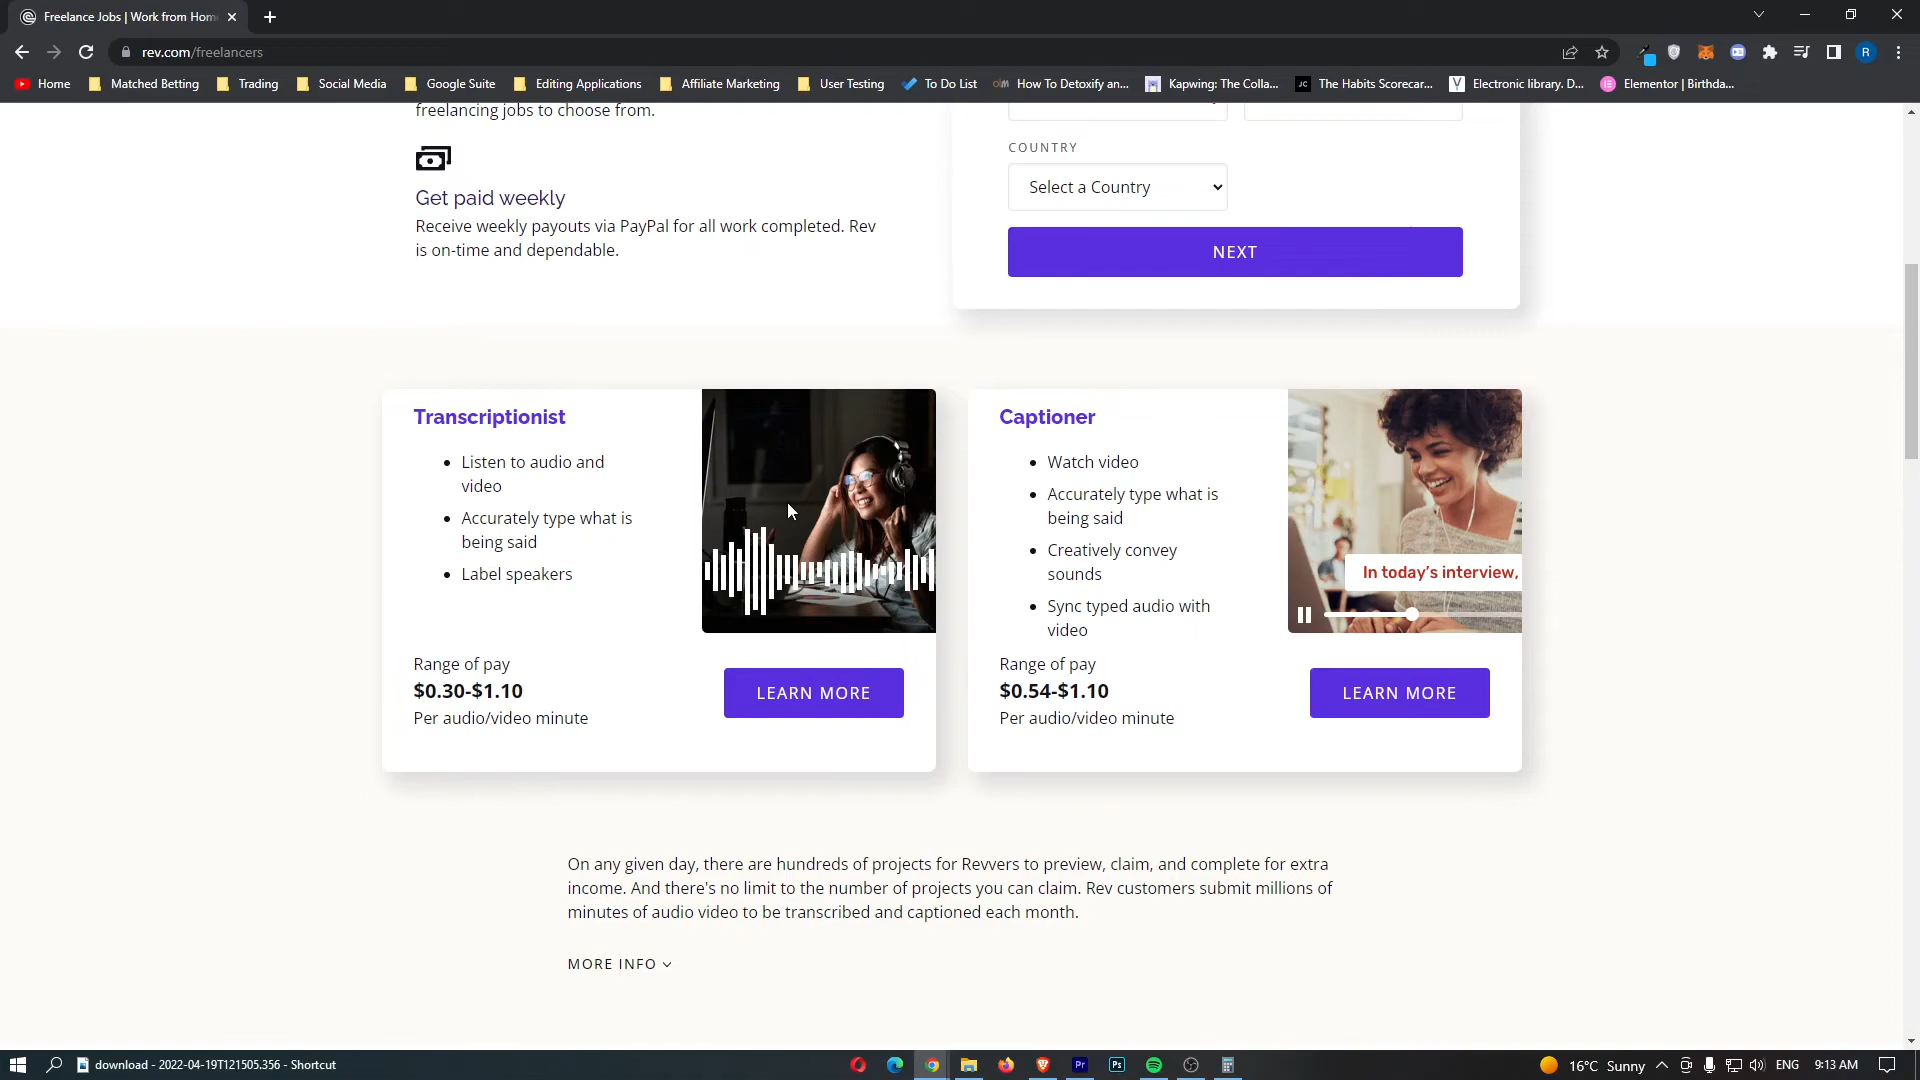 Freelance Jobs | Work from Hom
rev.com/freelancers
Home
Matched Betting
Trading
Social Media
Google Suite
Editing Applications
Affiliate Marketing
User Testing
To Do List
How To Detoxify an...
Kapwing: The Colla...
The Habits Scorecar...
Electronic library. D...
Elementor | Birthda...
freelancing jobs to choose from.
Get paid weekly
Receive weekly payouts via PayPal for all work completed. Rev
is on-time and dependable.
COUNTRY
Select a Country
NEXT
Transcriptionist
Listen to audio and
video
Accurately type what is
being said
Label speakers
Range of pay
$0.30-$1.10
Per audio/video minute
LEARN MORE
Captioner
Watch video
Accurately type what is
being said
Creatively convey
sounds
Sync typed audio with
video
In today's interview,
Range of pay
$0.54-$1.10
Per audio/video minute
LEARN MORE
On any given day, there are hundreds of projects for Revvers to preview, claim, and complete for extra
income. And there's no limit to the number of projects you can claim. Rev customers submit millions of
minutes of audio video to be transcribed and captioned each month.
MORE INFO
download - 2022-04-19T121505.356 - Shortcut
Pr
Ps
16°C Sunny
ENG
9:13 AM